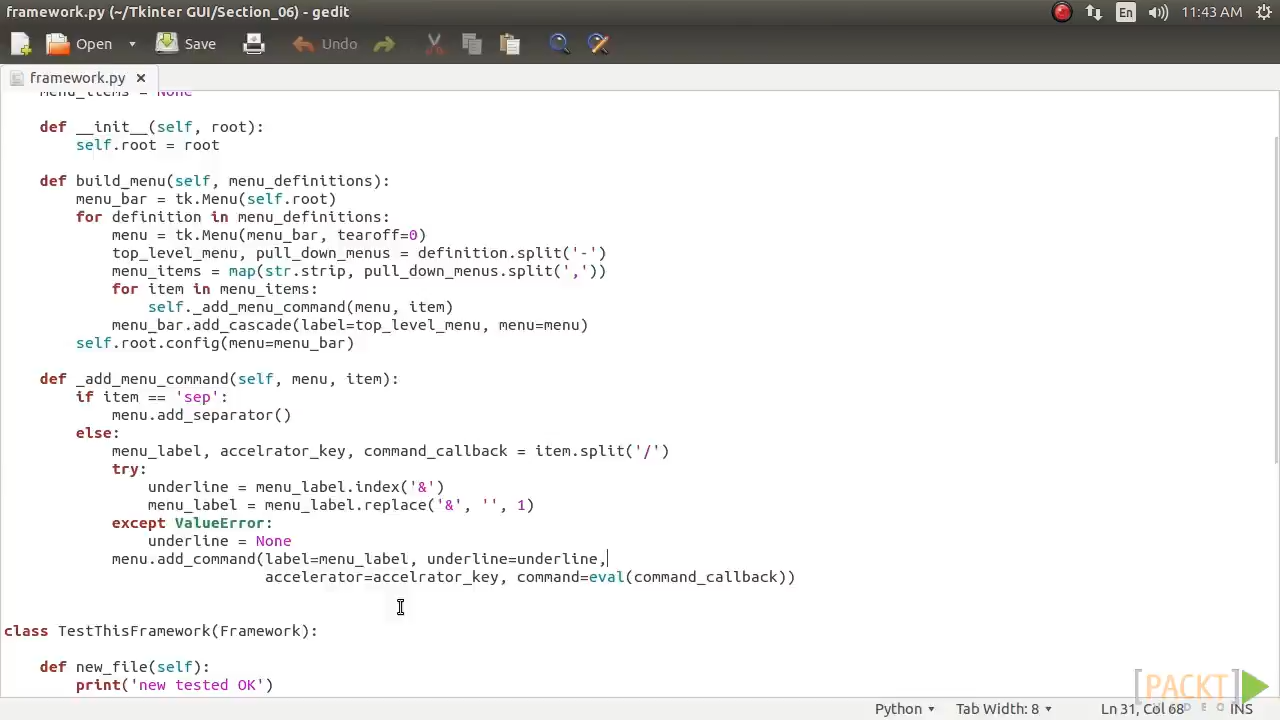 framework.py (~/Tkinter GUI/Section_06) - gedit
En
11:43 AM
Open
Save
Undo
framework.py
menu_items = None
def __init__(self, root):
self.root = root
def build_menu(self, menu_definitions):
menu_bar = tk.Menu(self.root)
for definition in menu_definitions:
menu = tk.Menu(menu_bar, tearoff=0)
top_level_menu, pull_down_menus = definition.split('-')
menu_items = map(str.strip, pull_down_menus.split(','))
for item in menu_items:
self._add_menu_command(menu, item)
menu_bar.add_cascade(label=top_level_menu, menu=menu)
self.root.config(menu=menu_bar)
def _add_menu_command(self, menu, item):
if item == 'sep':
menu.add_separator()
else:
menu_label, accelrator_key, command_callback = item.split('/')
try:
underline = menu_label.index('&')
menu_label = menu_label.replace('&', '', 1)
except ValueError:
underline = None
menu.add_command(label=menu_label, underline=underline,
accelerator=accelrator_key, command=eval(command_callback))
class TestThisFramework(Framework):
def new_file(self):
print('new tested OK')
[PACKT]
VIDEO
Python
Tab Width: 8
Ln 31, Col 68
INS